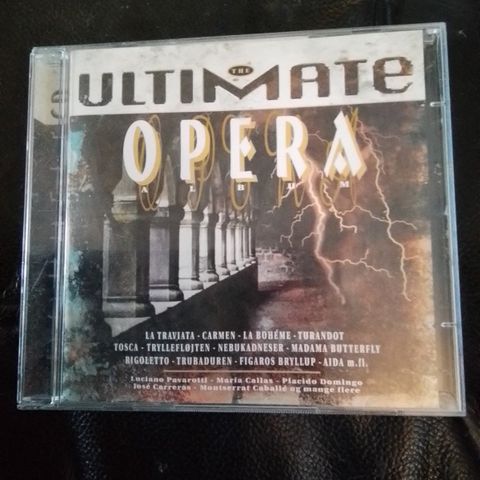 THE
ULTIMATE
OPERA
ALBUM
LA TRAVIATA - CARMEN - LA BOHÉME - TURANDOT
TOSCA - TRYLLEFLØJTEN - NEBUKADNESER - MADAMA BUTTERFLY
RIGOLETTO - TRUBADUREN - FIGAROS BRYLLUP - AIDA m.fl.
Luciano Pavarotti - Maria Callas - Placido Domingo
José Carreras - Montserrat Caballé og mange flere